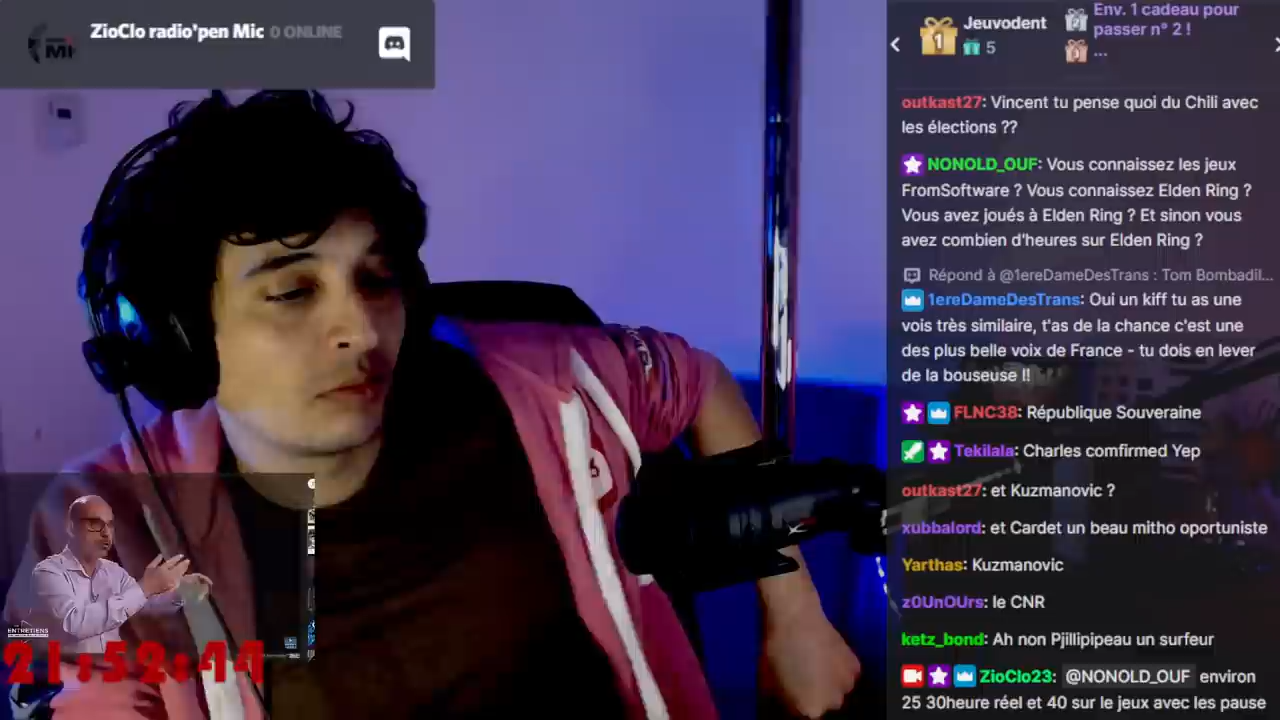 ZioClo radio'pen Mic 0 ONLINE
MI
Jeuvodent
5
1
Env. 1 cadeau pour
passer n° 2 !
...
outkast27: Vincent tu pense quoi du Chili avec
les élections ??
NONOLD_OUF: Vous connaissez les jeux
FromSoftware ? Vous connaissez Elden Ring ?
Vous avez joués à Elden Ring ? Et sinon vous
avez combien d'heures sur Elden Ring ?
Répond à @1ereDameDesTrans : Tom Bombadil...
1ereDameDesTrans: Oui un kiff tu as une
vois très similaire, t'as de la chance c'est une
des plus belle voix de France - tu dois en lever
de la bouseuse !!
FLNC38: République Souveraine
Tekilala: Charles comfirmed Yep
outkast27: et Kuzmanovic ?
xubbalord: et Cardet un beau mitho oportuniste
Yarthas: Kuzmanovic
z0UnOUrs: le CNR
ketz_bond: Ah non Pjillipipeau un surfeur
ZioClo23: @NONOLD_OUF environ
25 30heure réel et 40 sur le jeux avec les pause
ENTRETIENS
21:52:44